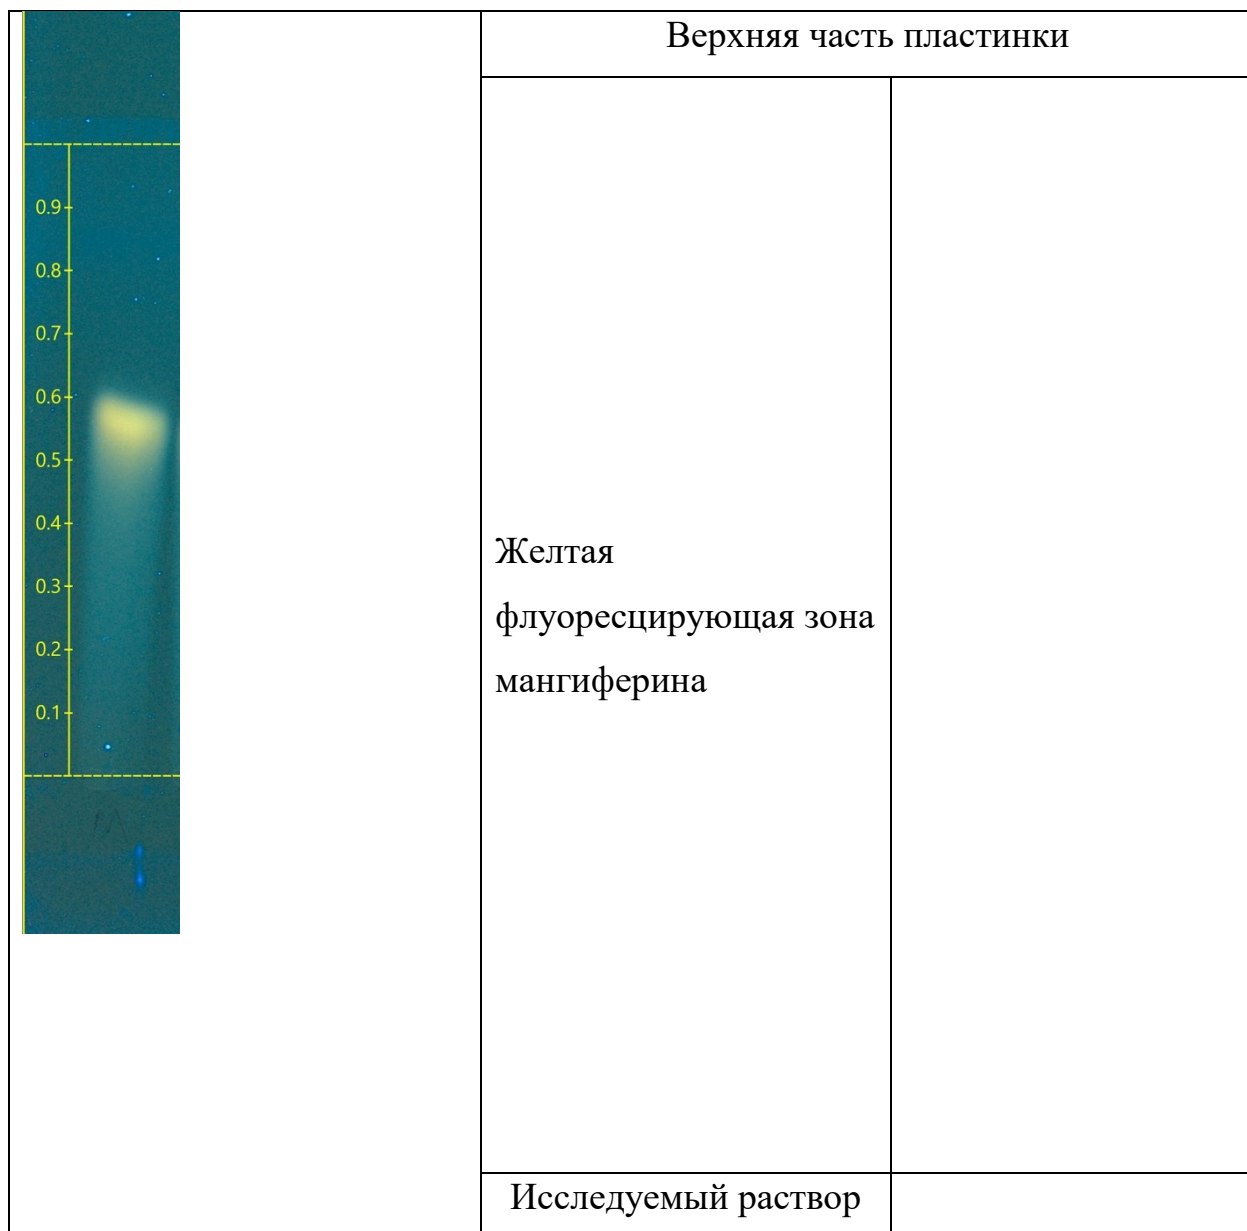 Верхняя часть пластинки
0.9
0.8
0.7
0.6
0.5
0.4
0.3
0.2
0.1
Желтая
флуоресцирующая зона
мангиферина
Исследуемый раствор